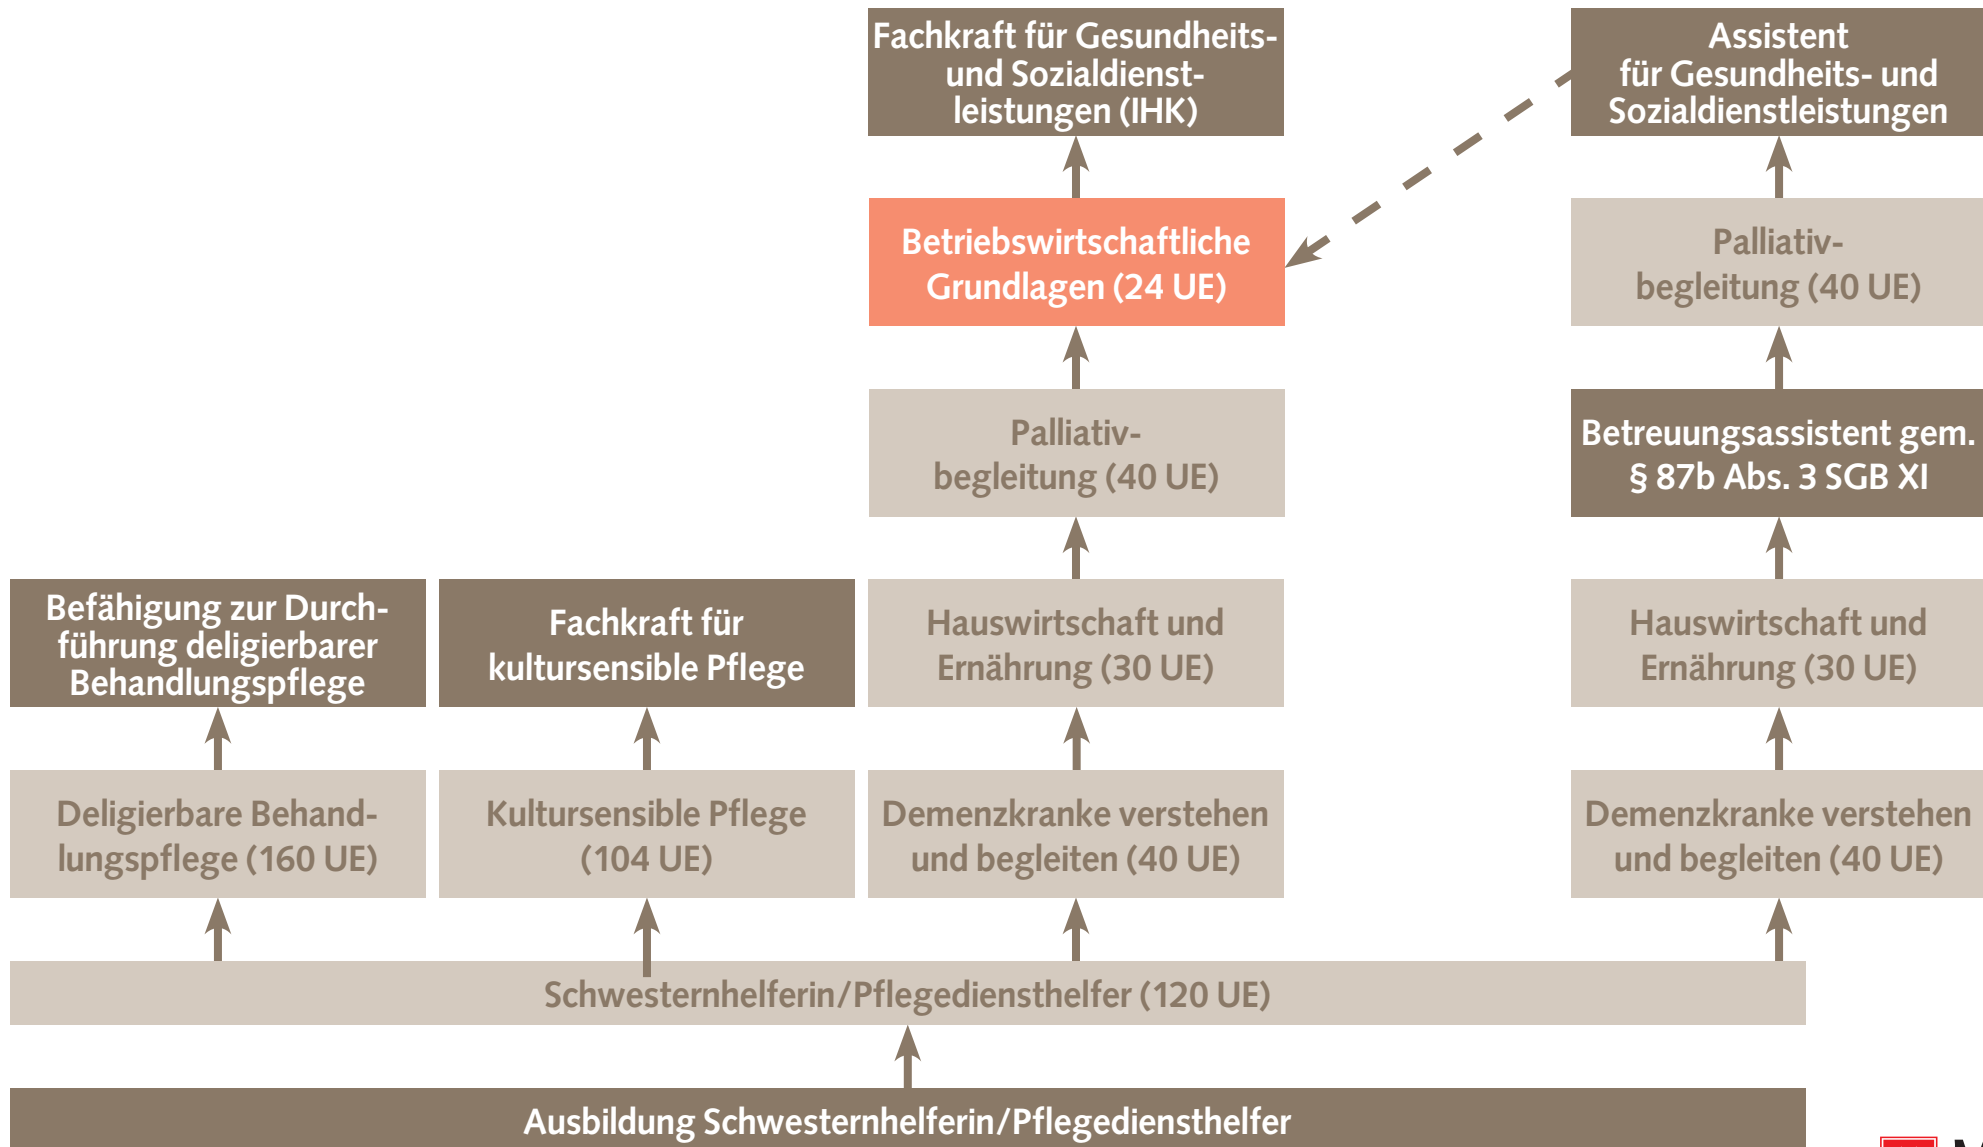 Fachkraft für Gesundheits-
und Sozialdienst-
leistungen (IHK)
Assistent
für Gesundheits- und
Sozialdienstleistungen
Betriebswirtschaftliche
Grundlagen (24 UE)
Palliativ-
begleitung (40 UE)
Palliativ-
begleitung (40 UE)
Betreuungsassistent gem.
§ 87b Abs. 3 SGB XI
Befähigung zur Durch-
führung deligierbarer
Behandlungspflege
Fachkraft für
kultursensible Pflege
Hauswirtschaft und
Ernährung (30 UE)
Hauswirtschaft und
Ernährung (30 UE)
Deligierbare Behand-
lungspflege (160 UE)
Kultursensible Pflege
(104 UE)
Demenzkranke verstehen
und begleiten (40 UE)
Demenzkranke verstehen
und begleiten (40 UE)
Schwesternhelferin/Pflegediensthelfer (120 UE)
Ausbildung Schwesternhelferin/Pflegediensthelfer